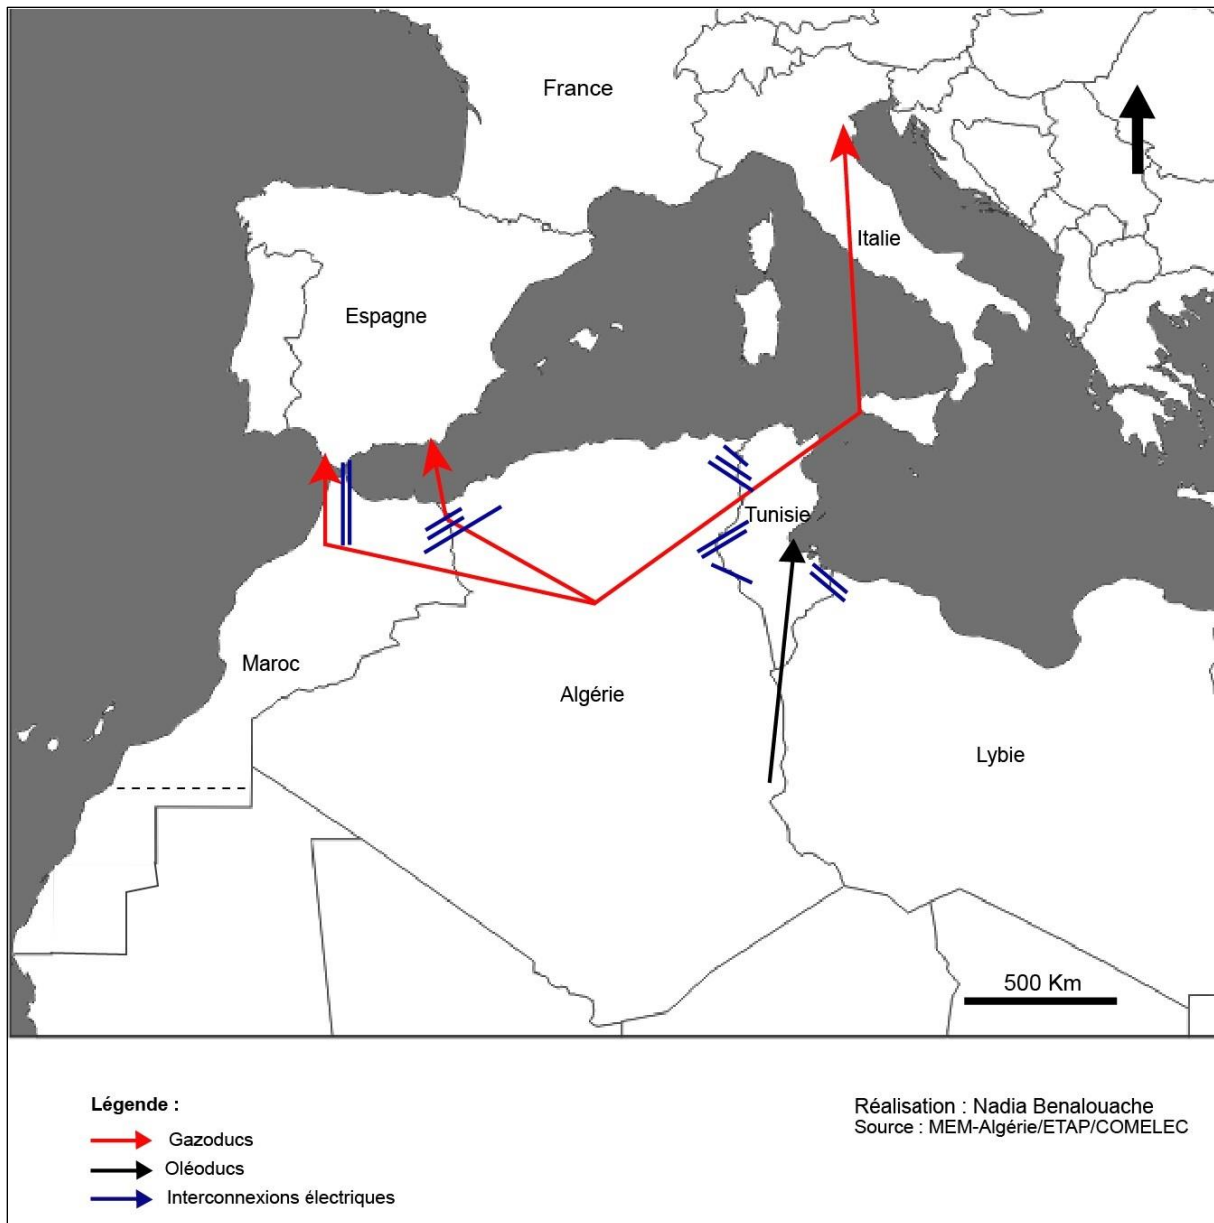 France
Italie
Espagne
Tunisie
Maroc
Algérie
Lybie
500 Km
Légende :
Gazoducs
Oléoducs
Interconnexions électriques
Réalisation : Nadia Benalouache
Source : MEM-Algérie/ETAP/COMELEC